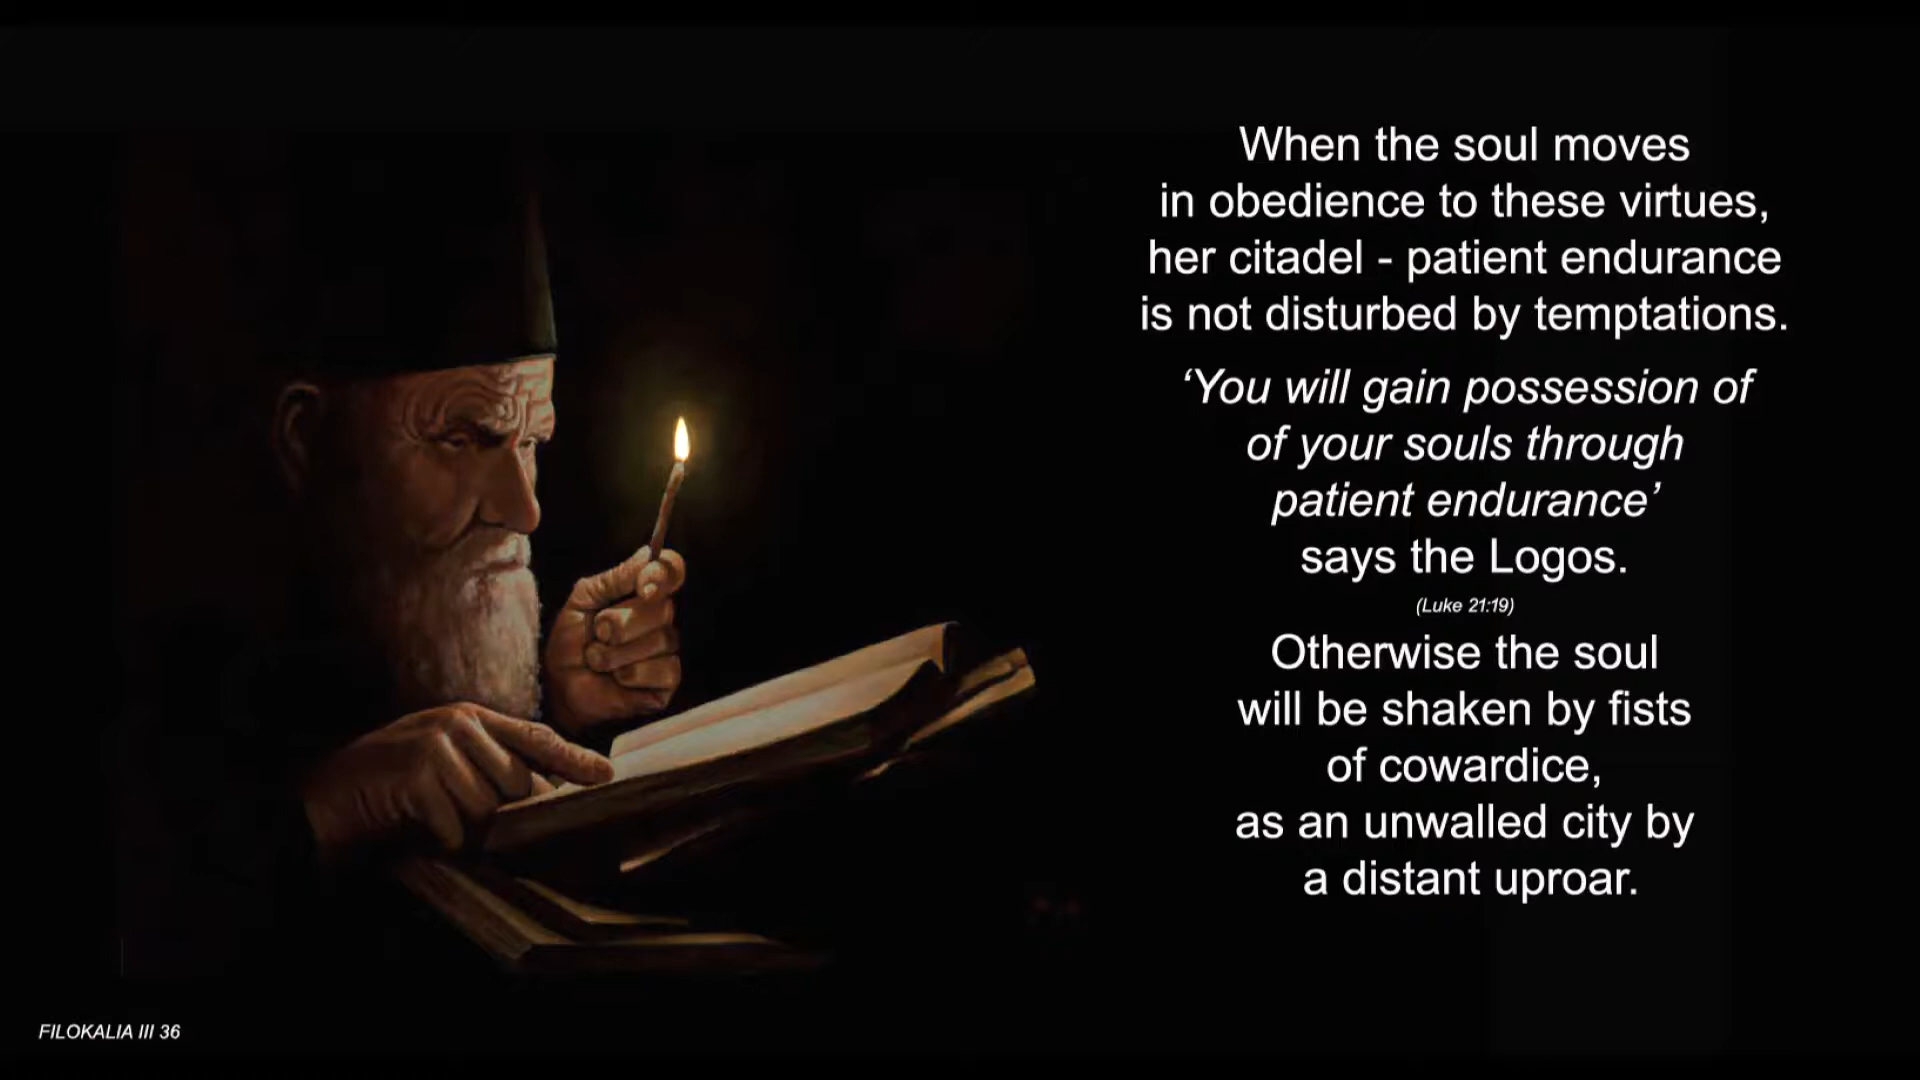 When the soul moves
in obedience to these virtues,
her citadel - patient endurance
is not disturbed by temptations.
‘You will gain possession of
of your souls through
patient endurance’
says the Logos.
(Luke 21:19)
Otherwise the soul
will be shaken by fists
of cowardice,
as an unwalled city by
a distant uproar.
FILOKALIA III 36